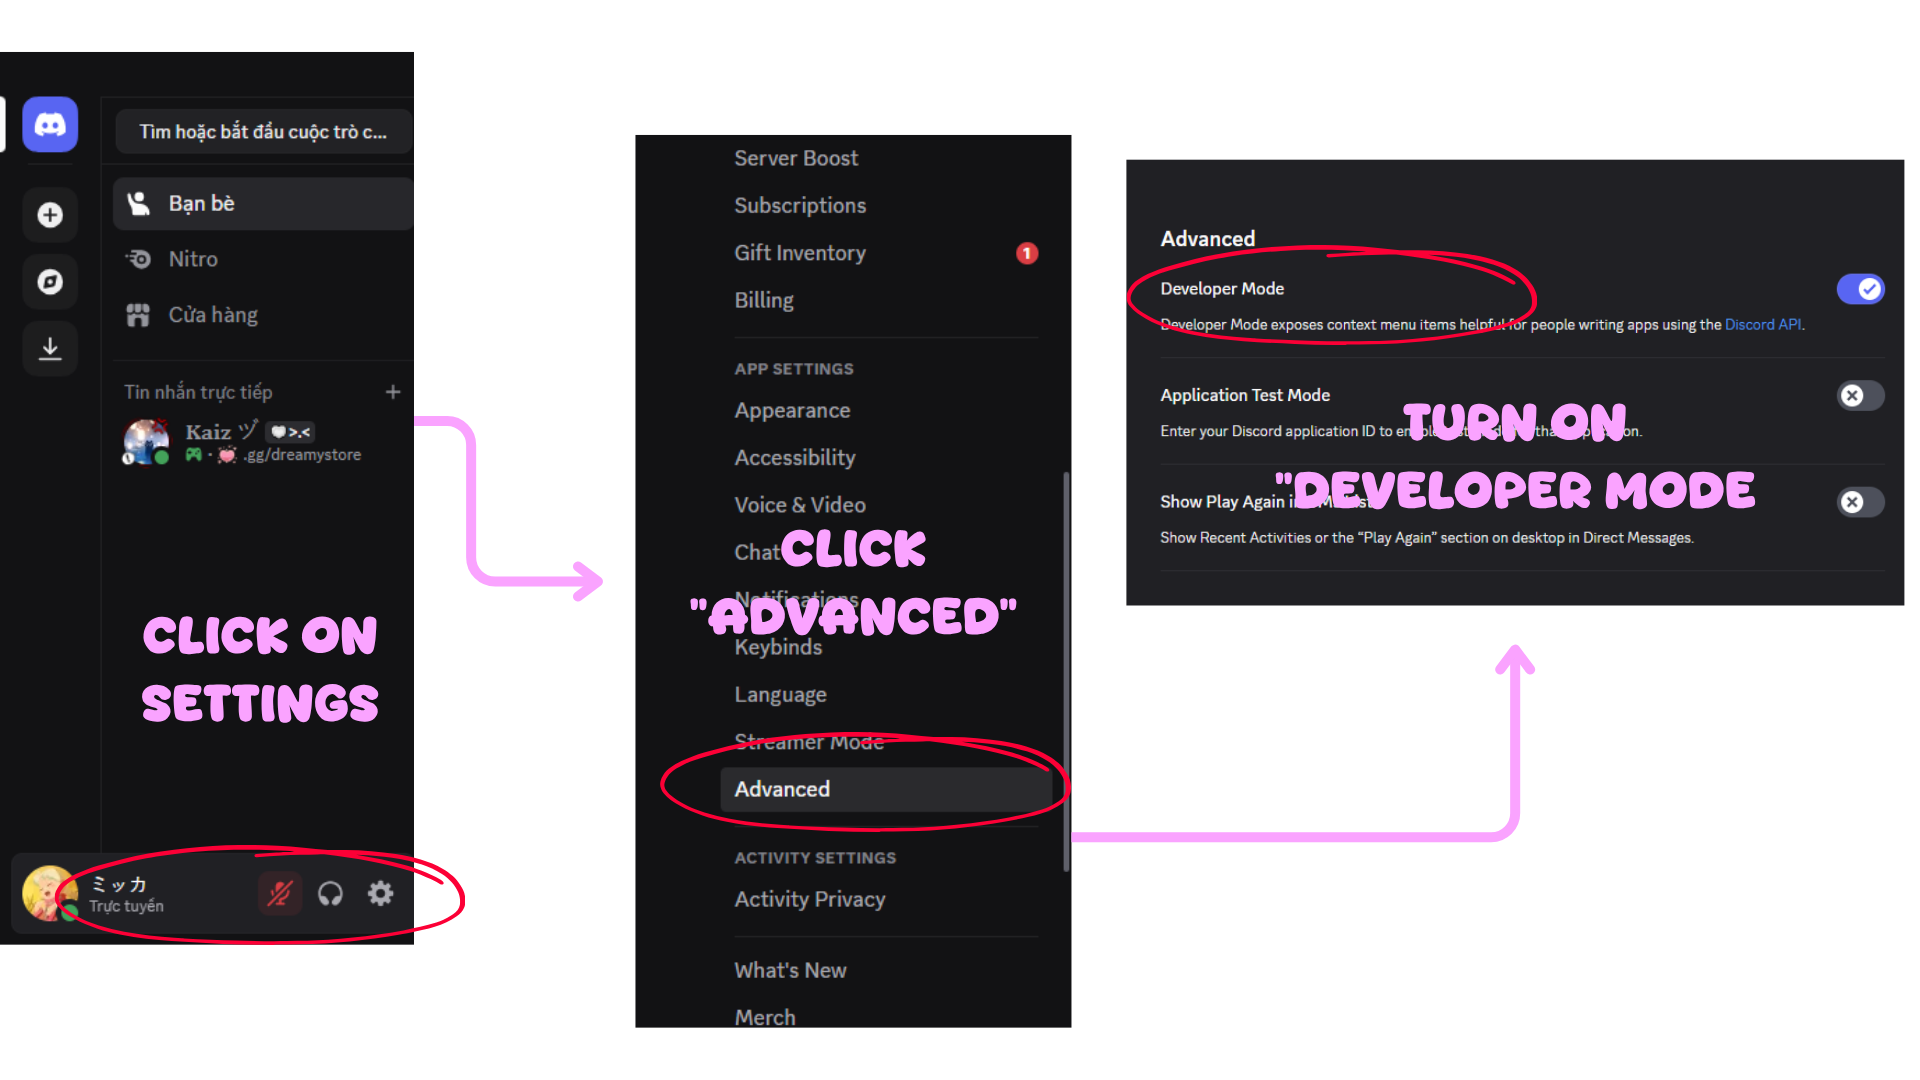 Tìm hoặc bắt đầu cuộc trò c...
Bạn bè
Nitro
Cửa hàng
Tin nhắn trực tiếp
Kaiz ヅ >.<
.gg/dreamystore
CLICK ON
SETTINGS
ミッカ
Trực tuyến
Server Boost
Subscriptions
Gift Inventory 1
Billing
APP SETTINGS
Appearance
Accessibility
Voice & Video
Chat
CLICK
Notifications
"ADVANCED"
Keybinds
Language
Streamer Mode
Advanced
ACTIVITY SETTINGS
Activity Privacy
What's New
Merch
Advanced
Developer Mode
Developer Mode exposes context menu items helpful for people writing apps using the Discord API.
Application Test Mode
TURN ON
Enter your Discord application ID to
"DEVELOPER MODE
Show Play Again
Show Recent Activities or the “Play Again” section on desktop in Direct Messages.